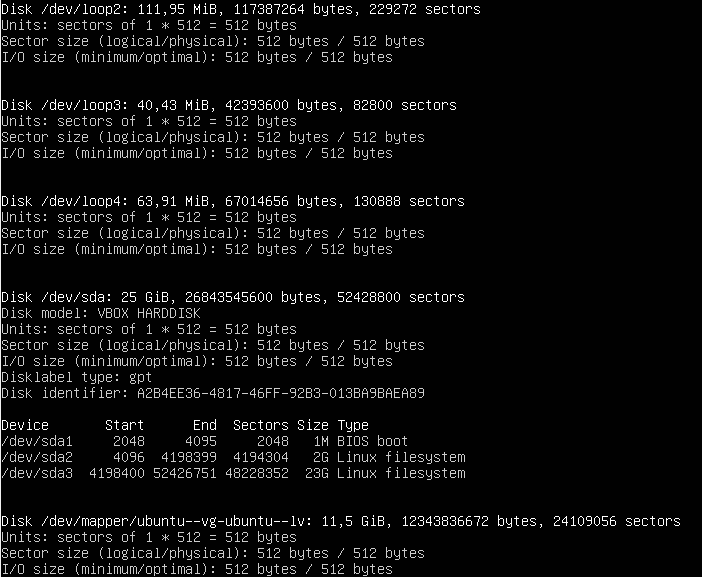 Disk /dev/loop2: 111,95 MiB, 117387264 bytes, 229272 sectors
Units: sectors of 1 * 512 = 512 bytes
Sector size (logical/physical): 512 bytes / 512 bytes
I/O size (minimum/optimal): 512 bytes / 512 bytes
Disk /dev/loop3: 40,43 MiB, 42393600 bytes, 82800 sectors
Units: sectors of 1 * 512 = 512 bytes
Sector size (logical/physical): 512 bytes / 512 bytes
I/O size (minimum/optimal): 512 bytes / 512 bytes
Disk /dev/loop4: 63,91 MiB, 67014656 bytes, 130888 sectors
Units: sectors of 1 * 512 = 512 bytes
Sector size (logical/physical): 512 bytes / 512 bytes
I/O size (minimum/optimal): 512 bytes / 512 bytes
Disk /dev/sda: 25 GiB, 26843545600 bytes, 52428800 sectors
Disk model: VBOX HARDDISK
Units: sectors of 1 * 512 = 512 bytes
Sector size (logical/physical): 512 bytes / 512 bytes
I/O size (minimum/optimal): 512 bytes / 512 bytes
Disklabel type: gpt
Disk identifier: A2B4EE36-4817-46FF-92B3-013BA9BAEA89
Device       Start      End  Sectors Size Type
/dev/sda1     2048     4095     2048   1M BIOS boot
/dev/sda2     4096  4198399  4194304   2G Linux filesystem
/dev/sda3  4198400 52426751 48228352  23G Linux filesystem
Disk /dev/mapper/ubuntu--vg-ubuntu--lv: 11,5 GiB, 12343836672 bytes, 24109056 sectors
Units: sectors of 1 * 512 = 512 bytes
Sector size (logical/physical): 512 bytes / 512 bytes
I/O size (minimum/optimal): 512 bytes / 512 bytes